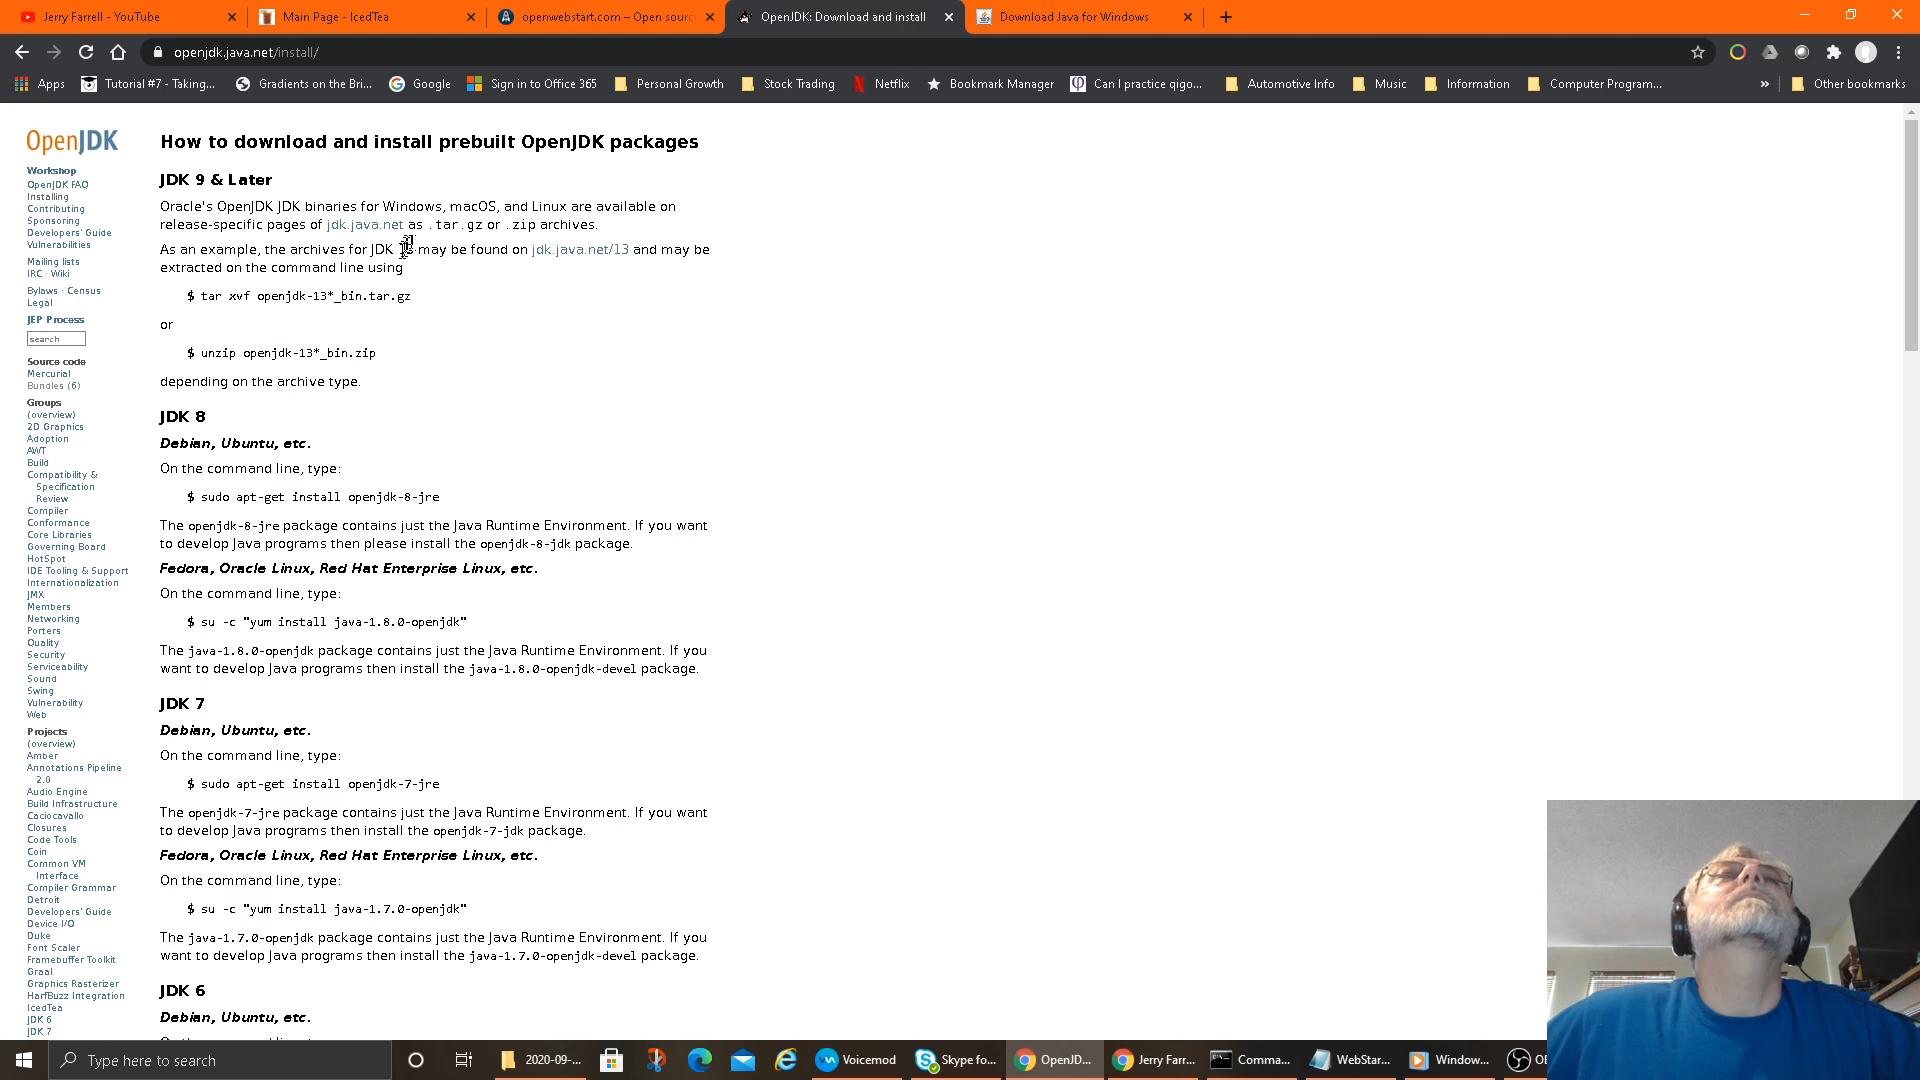 Jerry Farrell - YouTube
Main Page - IcedTea
openwebstart.com – Open sourc
OpenJDK: Download and install
Download Java for Windows
openjdk.java.net/install/
Apps
Tutorial #7 - Taking...
Gradients on the Bri...
Google
Sign in to Office 365
Personal Growth
Stock Trading
Netflix
Bookmark Manager
Can I practice qigo...
Automotive Info
Music
Information
Computer Program...
Other bookmarks
OpenJDK
Workshop
OpenJDK FAQ
Installing
Contributing
Sponsoring
Developers' Guide
Vulnerabilities
Mailing lists
IRC · Wiki
Bylaws · Census
Legal
JEP Process
search
Source code
Mercurial
Bundles (6)
Groups
(overview)
2D Graphics
Adoption
AWT
Build
Compatibility &
Specification
Review
Compiler
Conformance
Core Libraries
Governing Board
HotSpot
IDE Tooling & Support
Internationalization
JMX
Members
Networking
Porters
Quality
Security
Serviceability
Sound
Swing
Vulnerability
Web
Projects
(overview)
Amber
Annotations Pipeline
2.0
Audio Engine
Build Infrastructure
Caciocavallo
Closures
Code Tools
Coin
Common VM
Interface
Compiler Grammar
Detroit
Developers' Guide
Device I/O
Duke
Font Scaler
Framebuffer Toolkit
Graal
Graphics Rasterizer
HarfBuzz Integration
IcedTea
JDK 6
JDK 7
How to download and install prebuilt OpenJDK packages
JDK 9 & Later
Oracle's OpenJDK JDK binaries for Windows, macOS, and Linux are available on
release-specific pages of jdk.java.net as .tar.gz or .zip archives.
As an example, the archives for JDK may be found on jdk.java.net/13 and may be
extracted on the command line using
$ tar xvf openjdk-13*_bin.tar.gz
or
$ unzip openjdk-13*_bin.zip
depending on the archive type.
JDK 8
Debian, Ubuntu, etc.
On the command line, type:
$ sudo apt-get install openjdk-8-jre
The openjdk-8-jre package contains just the Java Runtime Environment. If you want
to develop Java programs then please install the openjdk-8-jdk package.
Fedora, Oracle Linux, Red Hat Enterprise Linux, etc.
On the command line, type:
$ su -c "yum install java-1.8.0-openjdk"
The java-1.8.0-openjdk package contains just the Java Runtime Environment. If you
want to develop Java programs then install the java-1.8.0-openjdk-devel package.
JDK 7
Debian, Ubuntu, etc.
On the command line, type:
$ sudo apt-get install openjdk-7-jre
The openjdk-7-jre package contains just the Java Runtime Environment. If you want
to develop Java programs then install the openjdk-7-jdk package.
Fedora, Oracle Linux, Red Hat Enterprise Linux, etc.
On the command line, type:
$ su -c "yum install java-1.7.0-openjdk"
The java-1.7.0-openjdk package contains just the Java Runtime Environment. If you
want to develop Java programs then install the java-1.7.0-openjdk-devel package.
JDK 6
Debian, Ubuntu, etc.
Type here to search
2020-09-...
Voicemod
Skype fo...
OpenJD...
Jerry Farr...
Comma...
WebStar...
Window...